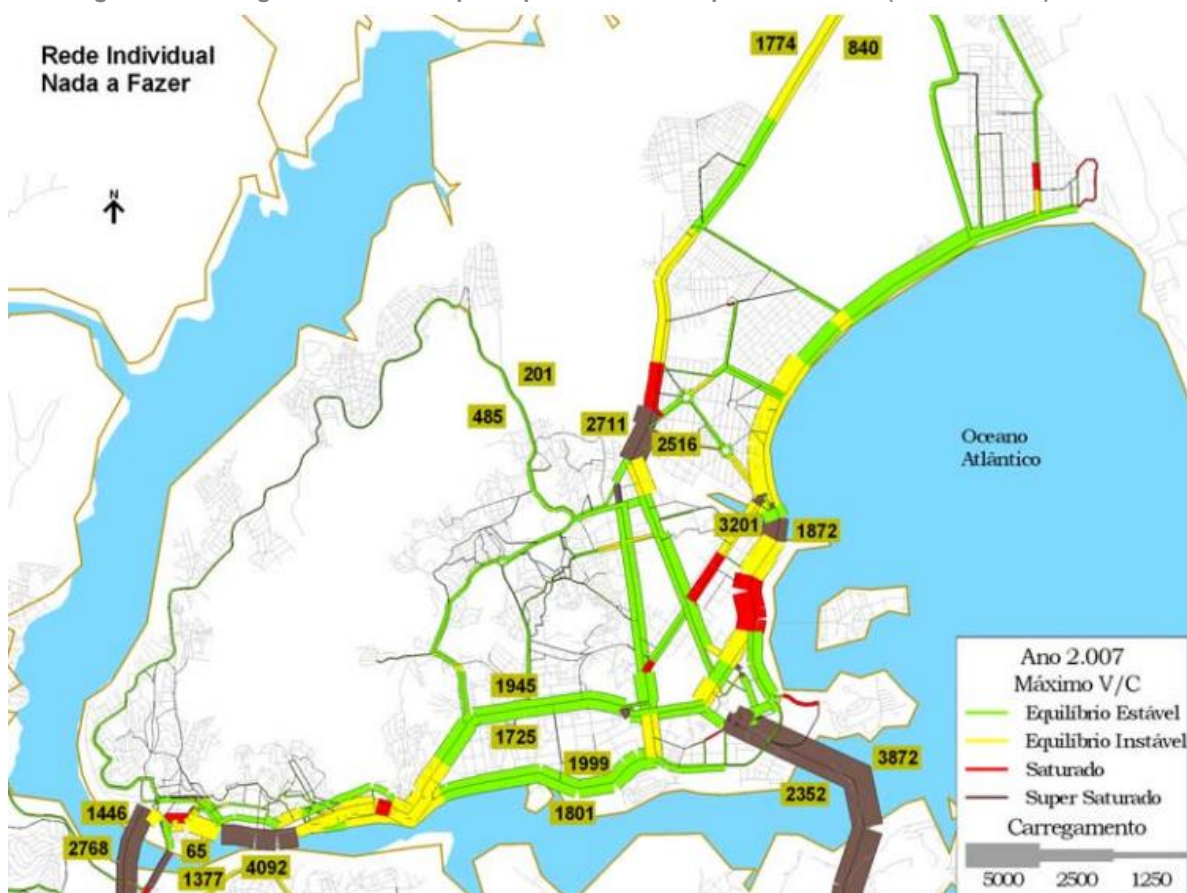 Rede Individual
Nada a Fazer
N
1774
840
201
485
2711
2516
Oceano
Atlântico
3201
1872
1945
1725
1999
1801
3872
2352
1446
2768
65
1377
4092
Ano 2.007
Máximo V/C
Equilíbrio Estável
Equilíbrio Instável
Saturado
Super Saturado
Carregamento
5000 2500 1250